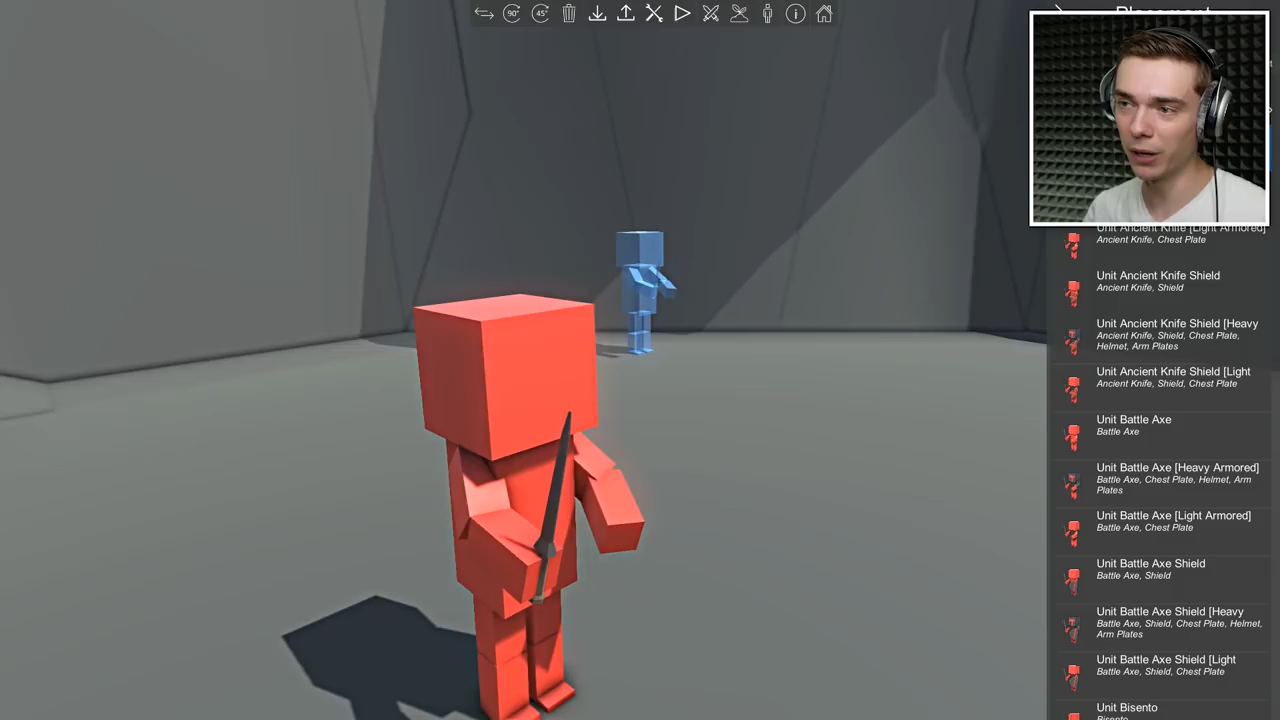 90°
45°
Placement
Unit Ancient Knife [Light Armored]
Ancient Knife, Chest Plate
Unit Ancient Knife Shield
Ancient Knife, Shield
Unit Ancient Knife Shield [Heavy
Ancient Knife, Shield, Chest Plate,
Helmet, Arm Plates
Unit Ancient Knife Shield [Light
Ancient Knife, Shield, Chest Plate
Unit Battle Axe
Battle Axe
Unit Battle Axe [Heavy Armored]
Battle Axe, Chest Plate, Helmet, Arm
Plates
Unit Battle Axe [Light Armored]
Battle Axe, Chest Plate
Unit Battle Axe Shield
Battle Axe, Shield
Unit Battle Axe Shield [Heavy
Battle Axe, Shield, Chest Plate, Helmet,
Arm Plates
Unit Battle Axe Shield [Light
Battle Axe, Shield, Chest Plate
Unit Bisento
Bisento